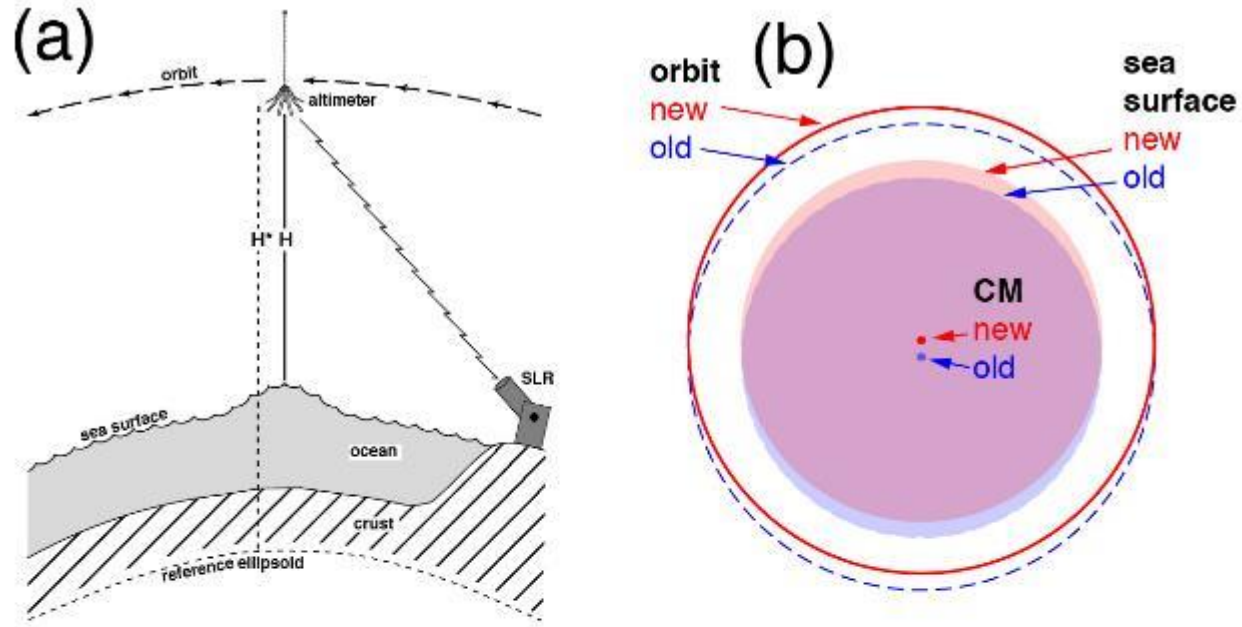 (a)
orbit
altimeter
H* H
SLR
sea surface
ocean
crust
reference ellipsoid
(b)
orbit
new
old
sea
surface
new
old
CM
new
old